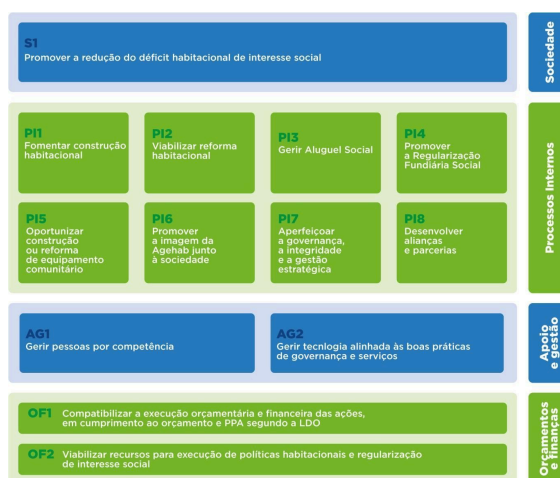 S1
Promover a redução do déficit habitacional de interesse social
Sociedade
PI1
Fomentar construção
habitacional
PI2
Viabilizar reforma
habitacional
PI3
Gerir Aluguel Social
PI4
Promover
a Regularização
Fundiária Social
PI5
Oportunizar
construção
ou reforma
de equipamento
comunitário
PI6
Promover
a imagem da
Agehab junto
à sociedade
PI7
Aperfeiçoar
a governança,
a integridade
e a gestão
estratégica
PI8
Desenvolver
alianças
e parcerias
Processos Internos
AG1
Gerir pessoas por competência
AG2
Gerir tecnlogia alinhada às boas práticas
de governança e serviços
Apoio
e gestão
OF1 Compatibilizar a execução orçamentária e financeira das ações,
em cumprimento ao orçamento e PPA segundo a LDO
OF2 Viabilizar recursos para execução de políticas habitacionais e regularização
de interesse social
Orçamentos
e finanças